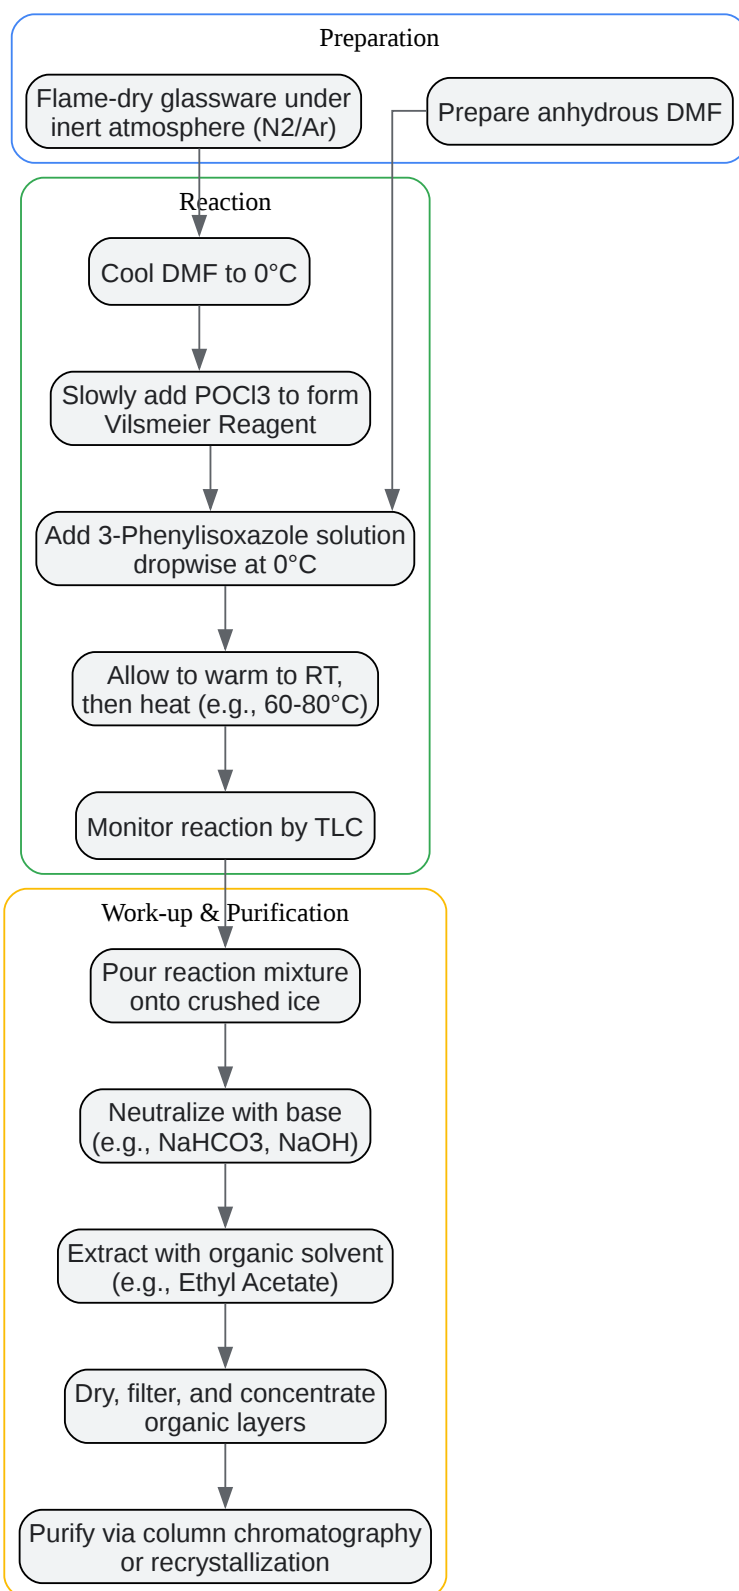 Preparation
Flame-dry glassware under
inert atmosphere (N2/Ar)
Prepare anhydrous DMF
Reaction
Cool DMF to 0°C
Slowly add POCl3 to form
Vilsmeier Reagent
Add 3-Phenylisoxazole solution
dropwise at 0°C
Allow to warm to RT,
then heat (e.g., 60-80°C)
Monitor reaction by TLC
Work-up & Purification
Pour reaction mixture
onto crushed ice
Neutralize with base
(e.g., NaHCO3, NaOH)
Extract with organic solvent
(e.g., Ethyl Acetate)
Dry, filter, and concentrate
organic layers
Purify via column chromatography
or recrystallization